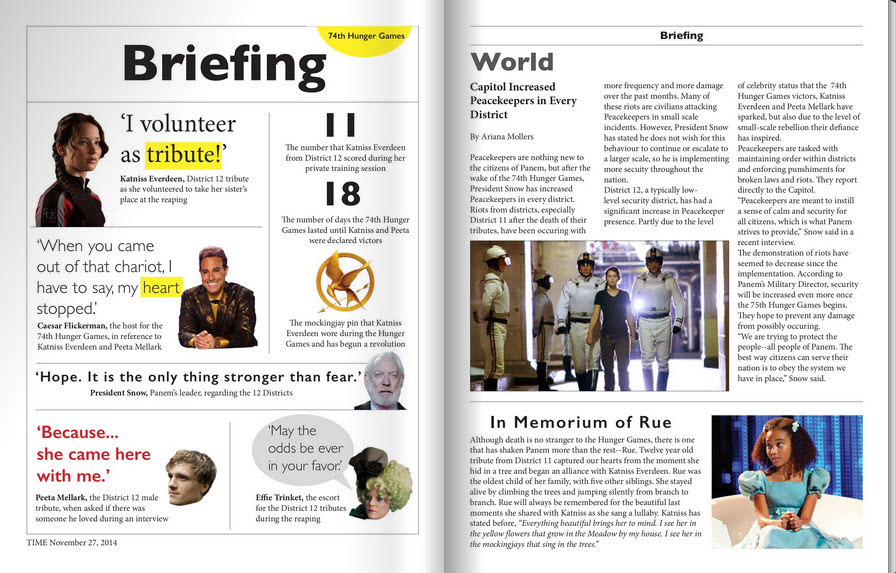 74th Hunger Games
Briefing
‘I volunteer
as tribute!’
Katniss Everdeen, District 12 tribute
as she volunteered to take her sister’s
place at the reaping
12
‘When you came
out of that chariot, I
have to say, my heart
stopped.’
Caesar Flickerman, the host for the
74th Hunger Games, in reference to
Katniss Everdeen and Peeta Mellark
11
The number that Katniss Everdeen
from District 12 scored during her
private training session
18
The number of days the 74th Hunger
Games lasted until Katniss and Peeta
were declared victors
The mockingjay pin that Katniss
Everdeen wore during the Hunger
Games and has begun a revolution
‘Hope. It is the only thing stronger than fear.’
President Snow, Panem’s leader, regarding the 12 Districts
‘Because...
she came here
with me.’
Peeta Mellark, the District 12 male
tribute, when asked if there was
someone he loved during an interview
‘May the
odds be ever
in your favor.’
Effie Trinket, the escort
for the District 12 tributes
during the reaping
TIME November 27, 2014
Briefing
World
Capitol Increased
Peacekeepers in Every
District
By Ariana Mollers
Peacekeepers are nothing new to
the citizens of Panem, but after the
wake of the 74th Hunger Games,
President Snow has increased
Peacekeepers in every district.
Riots from districts, especially
District 11 after the death of their
tributes, have been occuring with
more frequency and more damage
over the past months. Many of
these riots are civilians attacking
Peacekeepers in small scale
incidents. However, President Snow
has stated he does not wish for this
behaviour to continue or escalate to
a larger scale, so he is implementing
more secuity throughout the
nation.
District 12, a typically low-
level security district, has had a
significant increase in Peacekeeper
presence. Partly due to the level
of celebrity status that the 74th
Hunger Games victors, Katniss
Everdeen and Peeta Mellark have
sparked, but also due to the level of
small-scale rebellion their defiance
has inspired.
Peacekeepers are tasked with
maintaining order within districts
and enforcing punishments for
broken laws and riots. They report
directly to the Capitol.
“Peacekeepers are meant to instill
a sense of calm and security for
all citizens, which is what Panem
strives to provide,” Snow said in a
recent interview.
The demonstration of riots have
seemed to decrease since the
implementation. According to
Panem’s Military Director, security
will be increased even more once
the 75th Hunger Games begins.
They hope to prevent any damage
from possibly occuring.
“We are trying to protect the
people--all people of Panem. The
best way citizens can serve their
nation is to obey the system we
have in place,” Snow said.
In Memorium of Rue
Although death is no stranger to the Hunger Games, there is one
that has shaken Panem more than the rest--Rue. Twelve year old
tribute from District 11 captured our hearts from the moment she
hid in a tree and began an alliance with Katniss Everdeen. Rue was
the oldest child of her family, with five other siblings. She stayed
alive by climbing the trees and jumping silently from branch to
branch. Rue will always be remembered for the beautiful last
moments she shared with Katniss as she sang a lullaby. Katniss has
stated before, “Everything beautiful brings her to mind. I see her in
the yellow flowers that grow in the Meadow by my house. I see her in
the mockingjays that sing in the trees.”